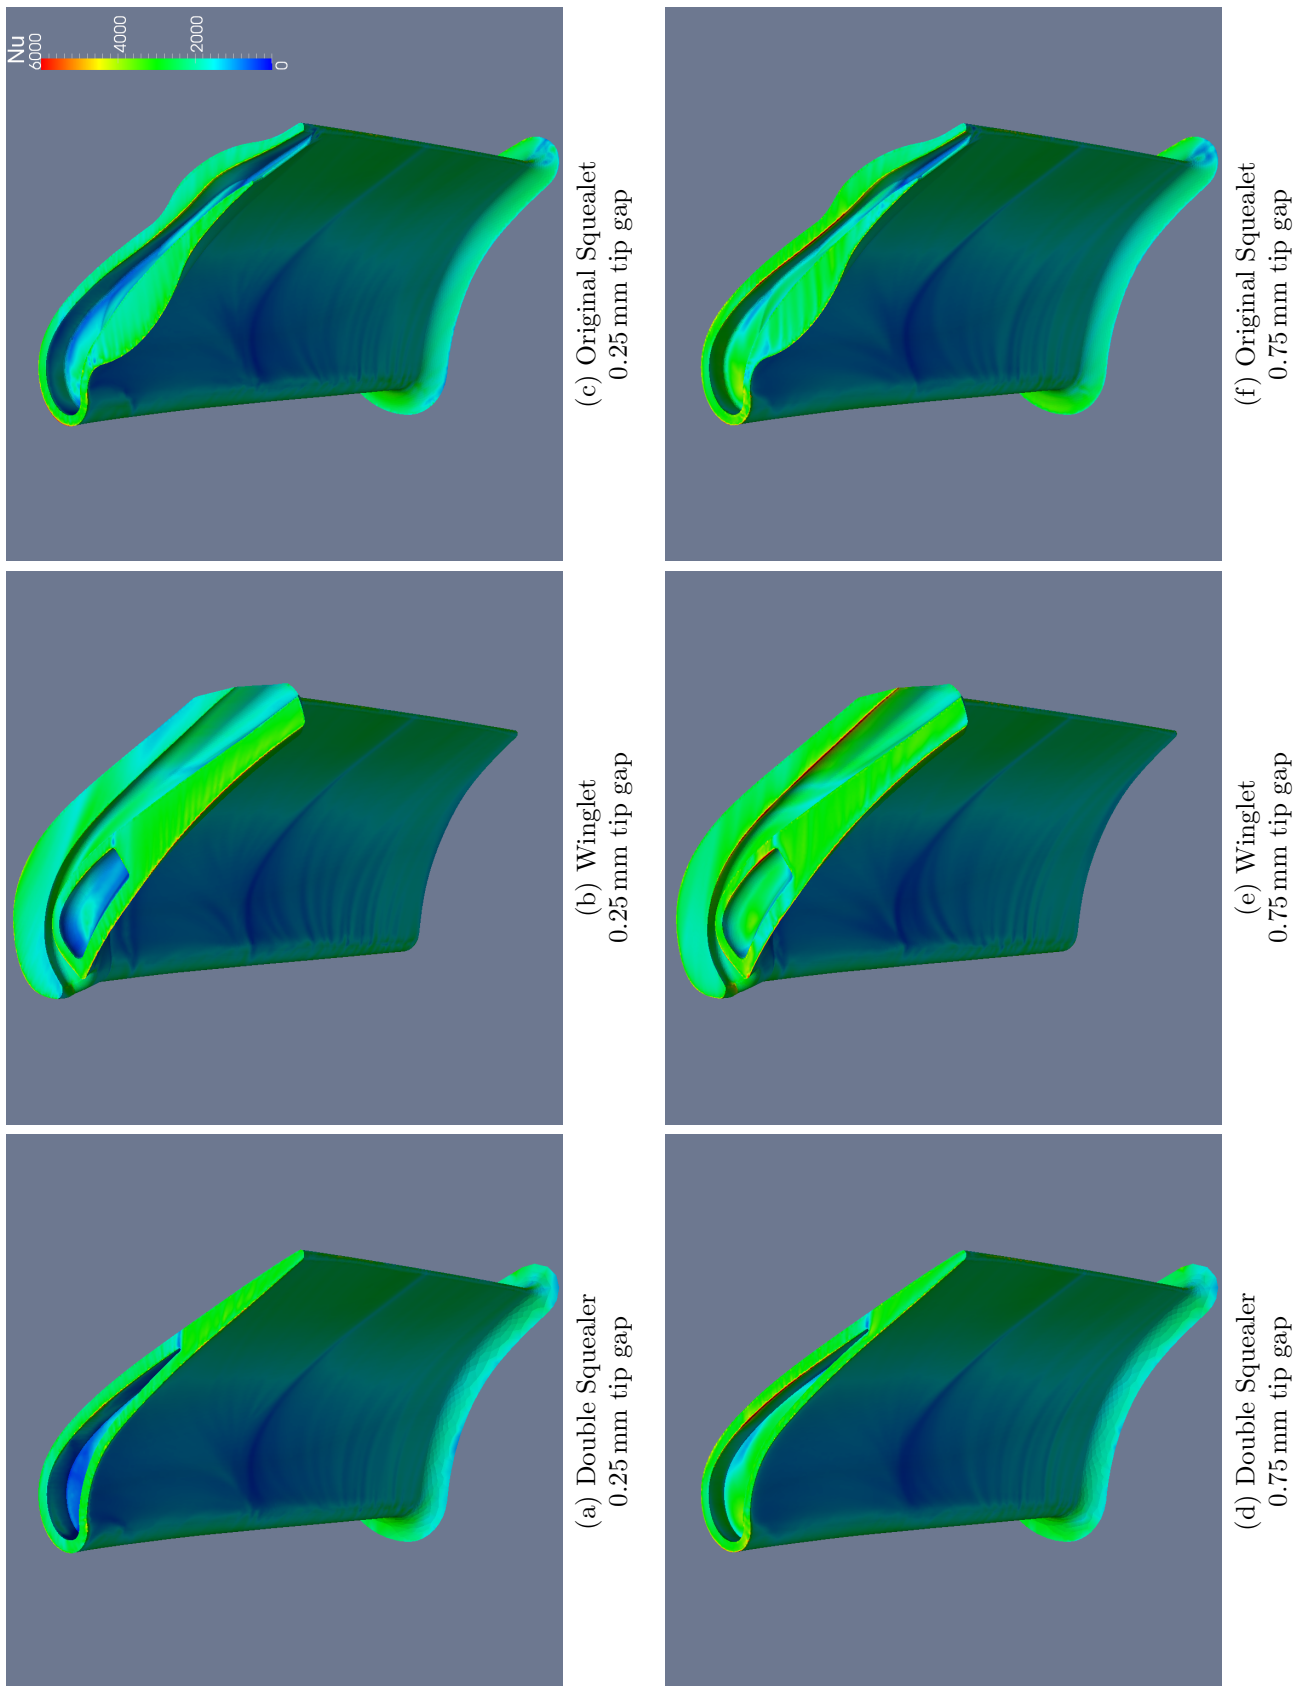 Nu
6000
4000
2000
0
(a) Double Squealer
0.25 mm tip gap
(b) Winglet
0.25 mm tip gap
(c) Original Squealet
0.25 mm tip gap
(d) Double Squealer
0.75 mm tip gap
(e) Winglet
0.75 mm tip gap
(f) Original Squealet
0.75 mm tip gap